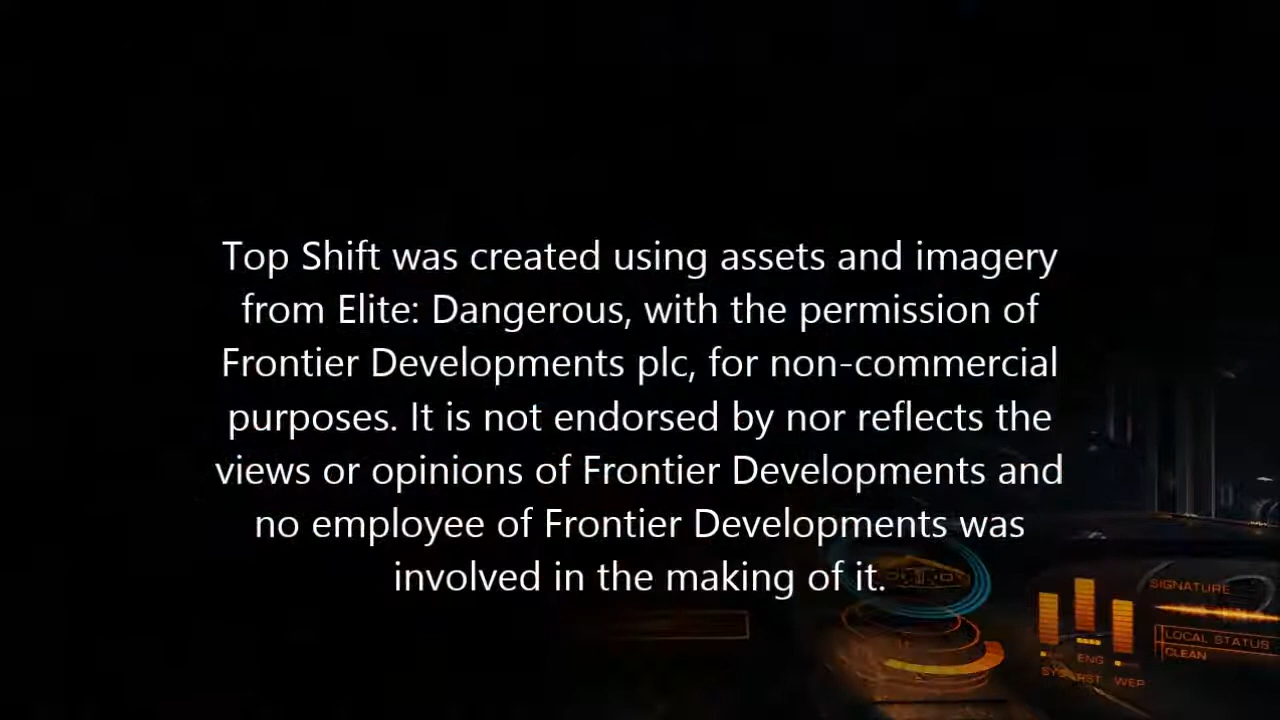 Top Shift was created using assets and imagery
from Elite: Dangerous, with the permission of
Frontier Developments plc, for non-commercial
purposes. It is not endorsed by nor reflects the
views or opinions of Frontier Developments and
no employee of Frontier Developments was
involved in the making of it.
SIGNATURE
LOCAL STATUS
CLEAN
ENG
SYS RST WEP